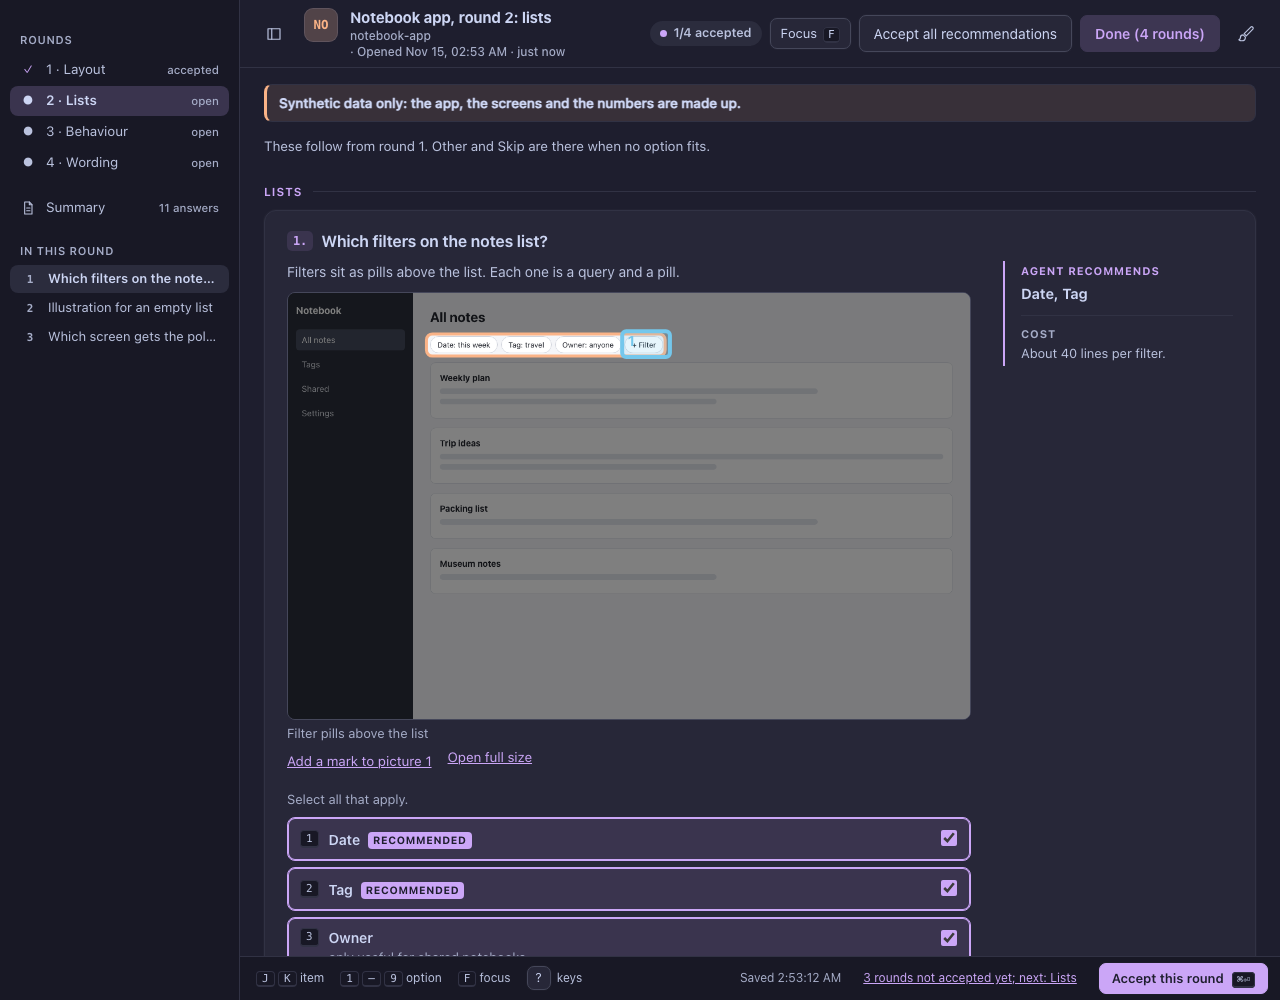 ROUNDS
1 · Layout accepted
2 · Lists open
3 · Behaviour open
4 · Wording open
Summary 11 answers
IN THIS ROUND
1 Which filters on the note...
2 Illustration for an empty list
3 Which screen gets the pol...
NO
Notebook app, round 2: lists
notebook-app
· Opened Nov 15, 02:53 AM · just now
1/4 accepted
Focus F
Accept all recommendations
Done (4 rounds)
Synthetic data only: the app, the screens and the numbers are made up.
These follow from round 1. Other and Skip are there when no option fits.
LISTS
1. Which filters on the notes list?
Filters sit as pills above the list. Each one is a query and a pill.
Notebook
All notes
Tags
Shared
Settings
All notes
Date: this week Tag: travel Owner: anyone + Filter
Weekly plan
Trip ideas
Packing list
Museum notes
Filter pills above the list
Add a mark to picture 1 Open full size
AGENT RECOMMENDS
Date, Tag
COST
About 40 lines per filter.
Select all that apply.
1 Date RECOMMENDED
2 Tag RECOMMENDED
3 Owner
only useful for shared notebooks
J K item 1 – 9 option F focus ? keys
Saved 2:53:12 AM
3 rounds not accepted yet; next: Lists
Accept this round ⌘⏎